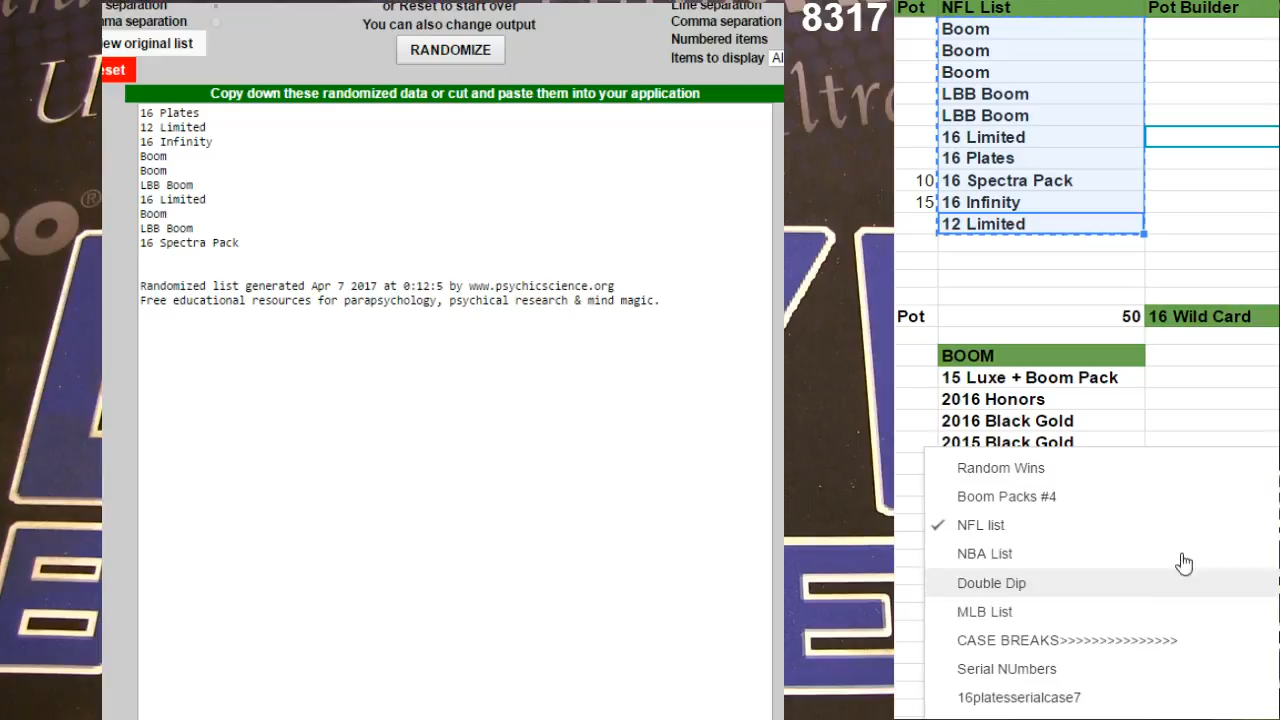 separation
mma separation
ew original list
set
or Reset to start over
You can also change output
RANDOMIZE
Line separation
Comma separation
Numbered items
Items to display
8317
Copy down these randomized data or cut and paste them into your application
16 Plates
12 Limited
16 Infinity
Boom
Boom
LBB Boom
16 Limited
Boom
LBB Boom
16 Spectra Pack
Randomized list generated Apr 7 2017 at 0:12:5 by www.psychicscience.org
Free educational resources for parapsychology, psychical research & mind magic.
Pot NFL List Pot Builder
Boom
Boom
Boom
LBB Boom
LBB Boom
16 Limited
16 Plates
10 16 Spectra Pack
15 16 Infinity
12 Limited
Pot 50 16 Wild Card
BOOM
15 Luxe + Boom Pack
2016 Honors
2016 Black Gold
2015 Black Gold
Random Wins
Boom Packs #4
NFL list
NBA List
Double Dip
MLB List
CASE BREAKS>>>>>>>>>>>>>>>
Serial NUmbers
16platesserialcase7